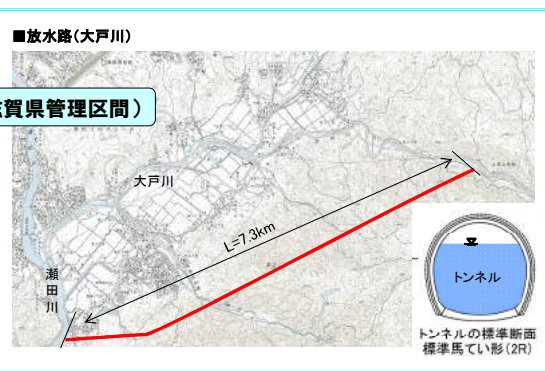 ■放水路(大戸川)
賀県管理区間)
大戸川
L=7.3km
瀬
田
川
トンネル
トンネルの標準断面
標準馬てい形(2R)